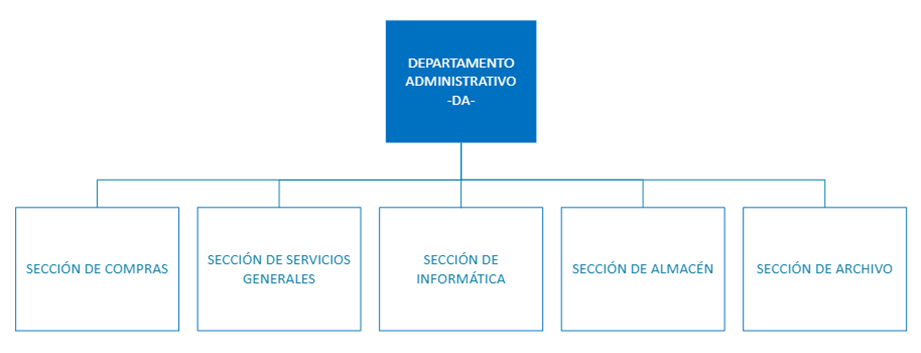 DEPARTAMENTO
ADMINISTRATIVO
-DA-
SECCIÓN DE COMPRAS
SECCIÓN DE SERVICIOS
GENERALES
SECCIÓN DE
INFORMÁTICA
SECCIÓN DE ALMACÉN
SECCIÓN DE ARCHIVO